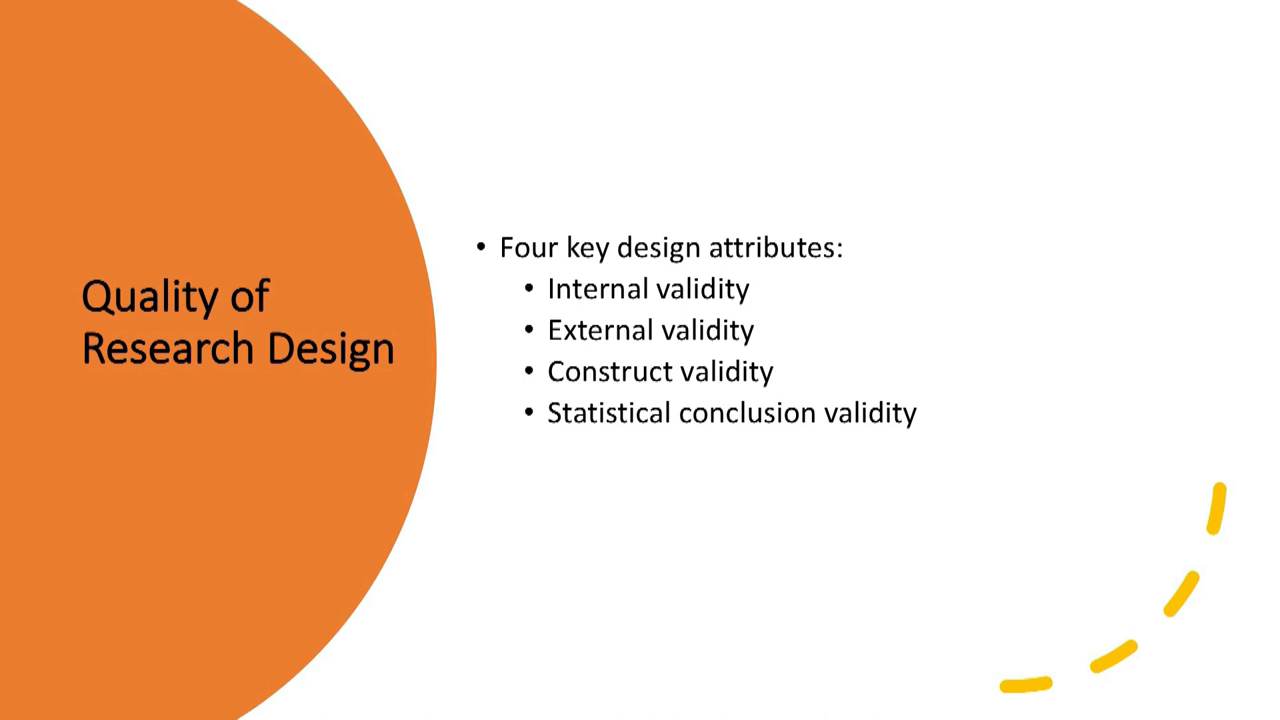 Quality of
Research Design
• Four key design attributes:
• Internal validity
• External validity
• Construct validity
• Statistical conclusion validity